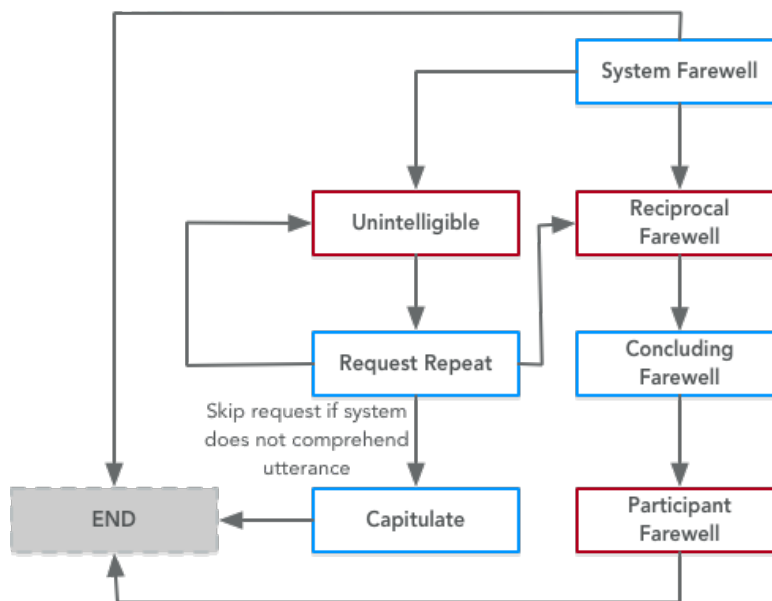 System Farewell
Unintelligible
Reciprocal
Farewell
Request Repeat
Concluding
Farewell
Skip request if system
does not comprehend
utterance
END
Capitulate
Participant
Farewell